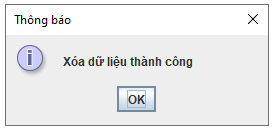 Thông báo
Xóa dữ liệu thành công
OK